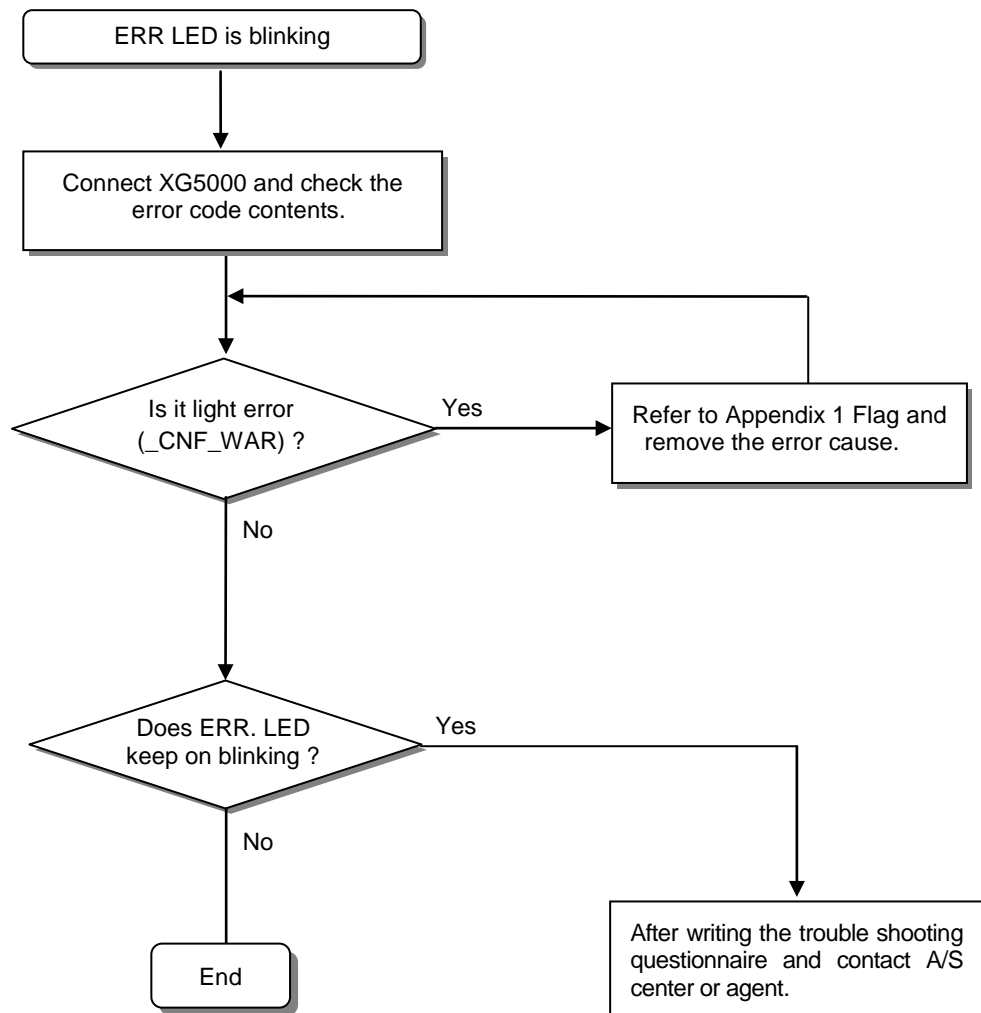 ERR LED is blinking
Connect XG5000 and check the
error code contents.
Is it light error
(_CNF_WAR) ?
Yes
Refer to Appendix 1 Flag and
remove the error cause.
No
Does ERR. LED
keep on blinking ?
Yes
No
End
After writing the trouble shooting
questionnaire and contact A/S
center or agent.